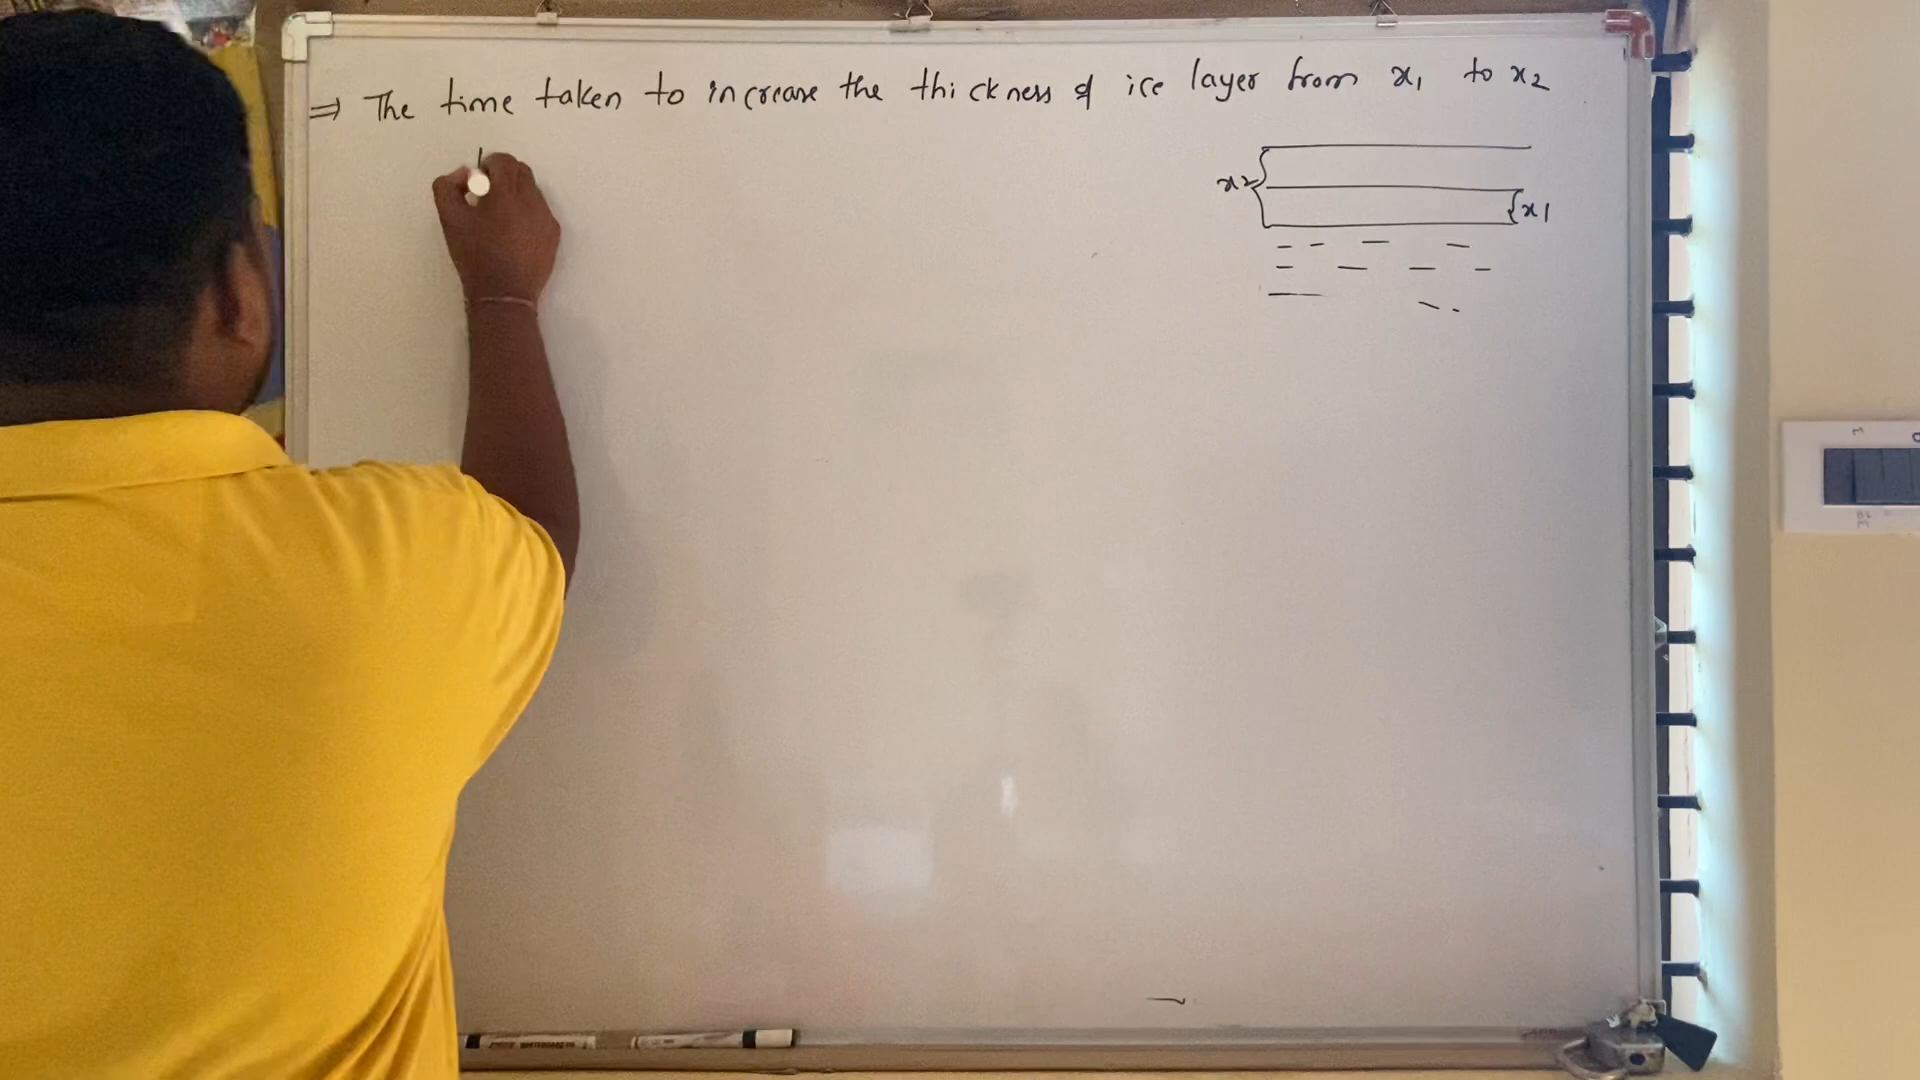 ⇒ The time taken to increase the thickness of ice layer from x₁ to x₂
x₂
x₁